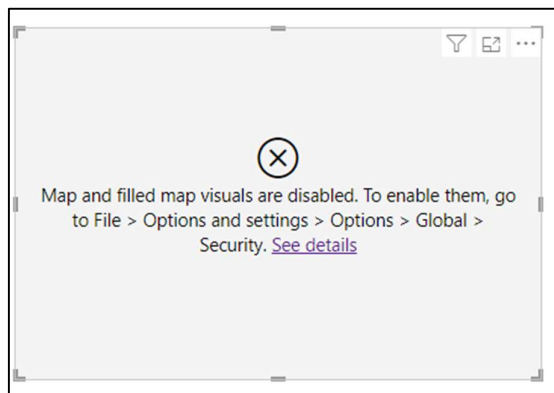 Map and filled map visuals are disabled. To enable them, go
to File > Options and settings > Options > Global >
Security. See details